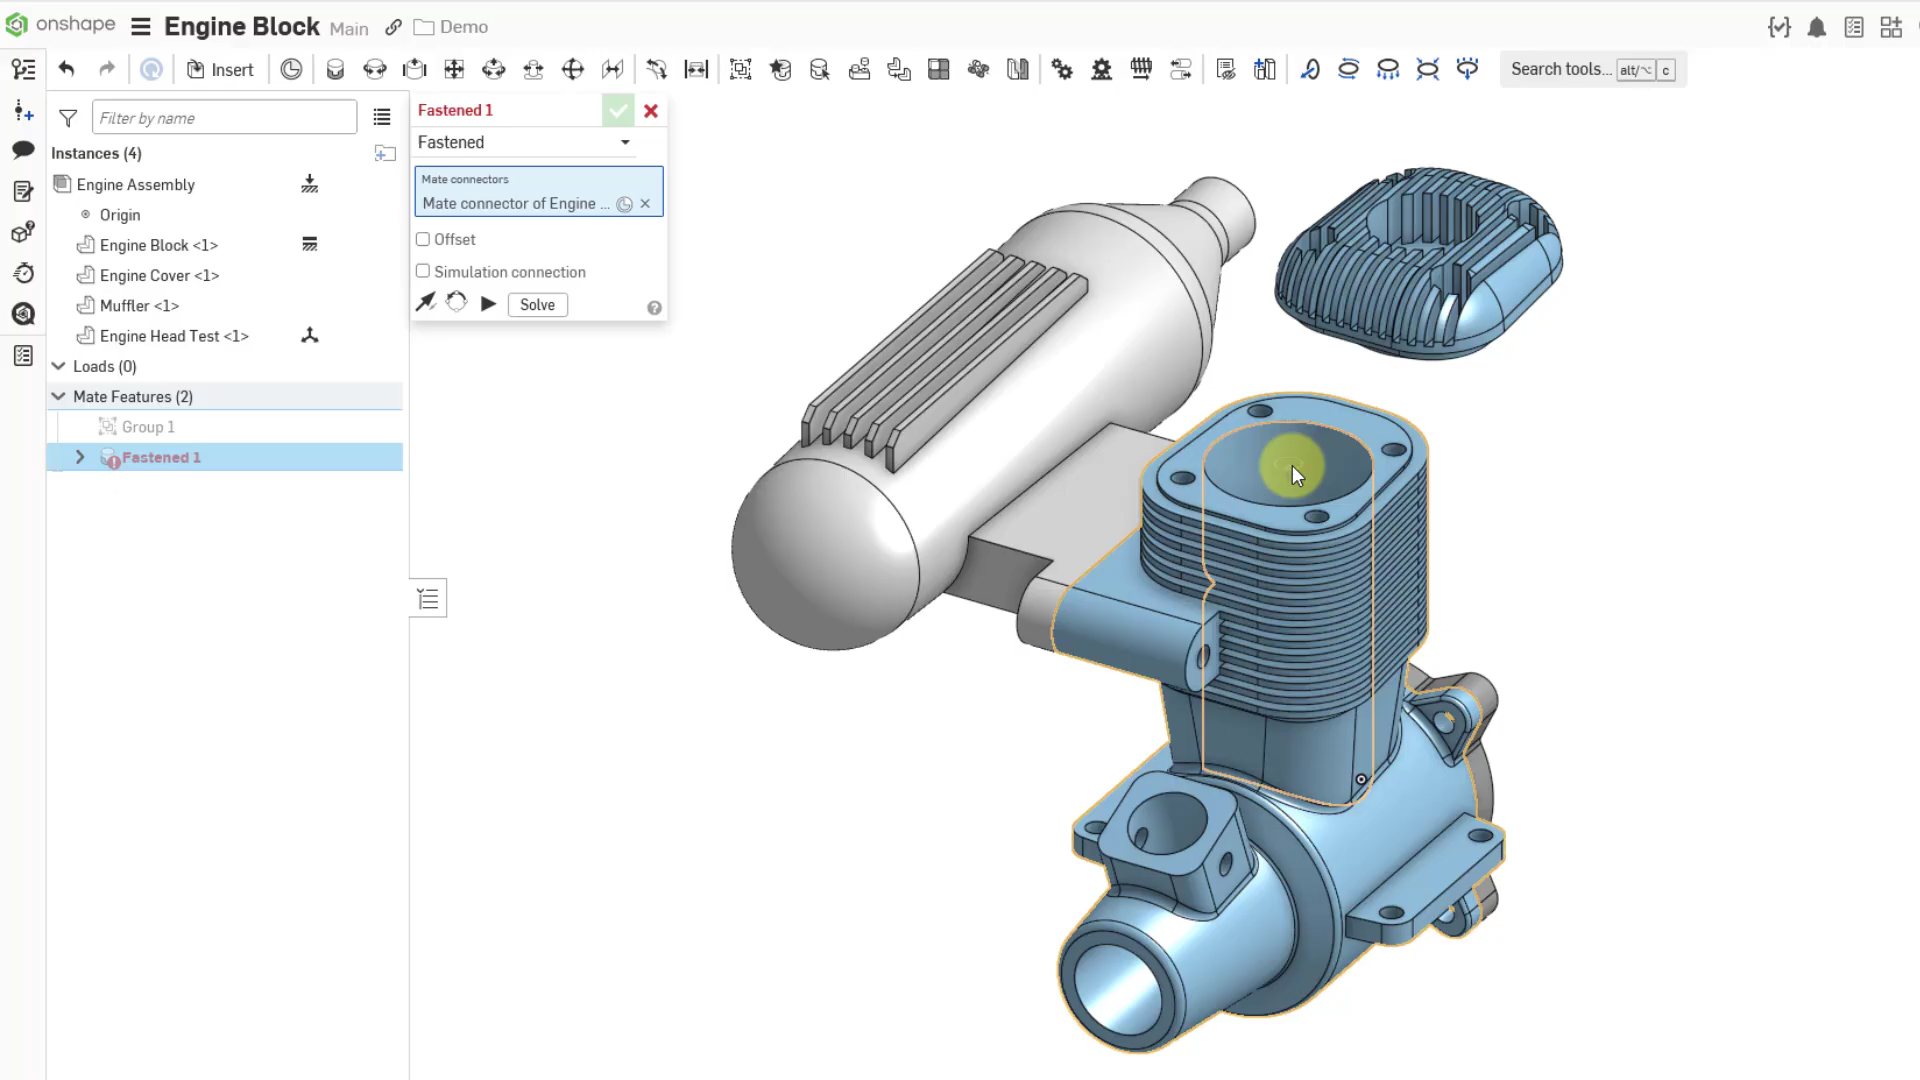 onshape Engine Block Main Demo
Insert
Search tools... alt/⌥ c
Filter by name
Instances (4)
Engine Assembly
Origin
Engine Block <1>
Engine Cover <1>
Muffler <1>
Engine Head Test <1>
Loads (0)
Mate Features (2)
Group 1
Fastened 1
Fastened 1
Fastened
Mate connectors
Mate connector of Engine ...
Offset
Simulation connection
Solve